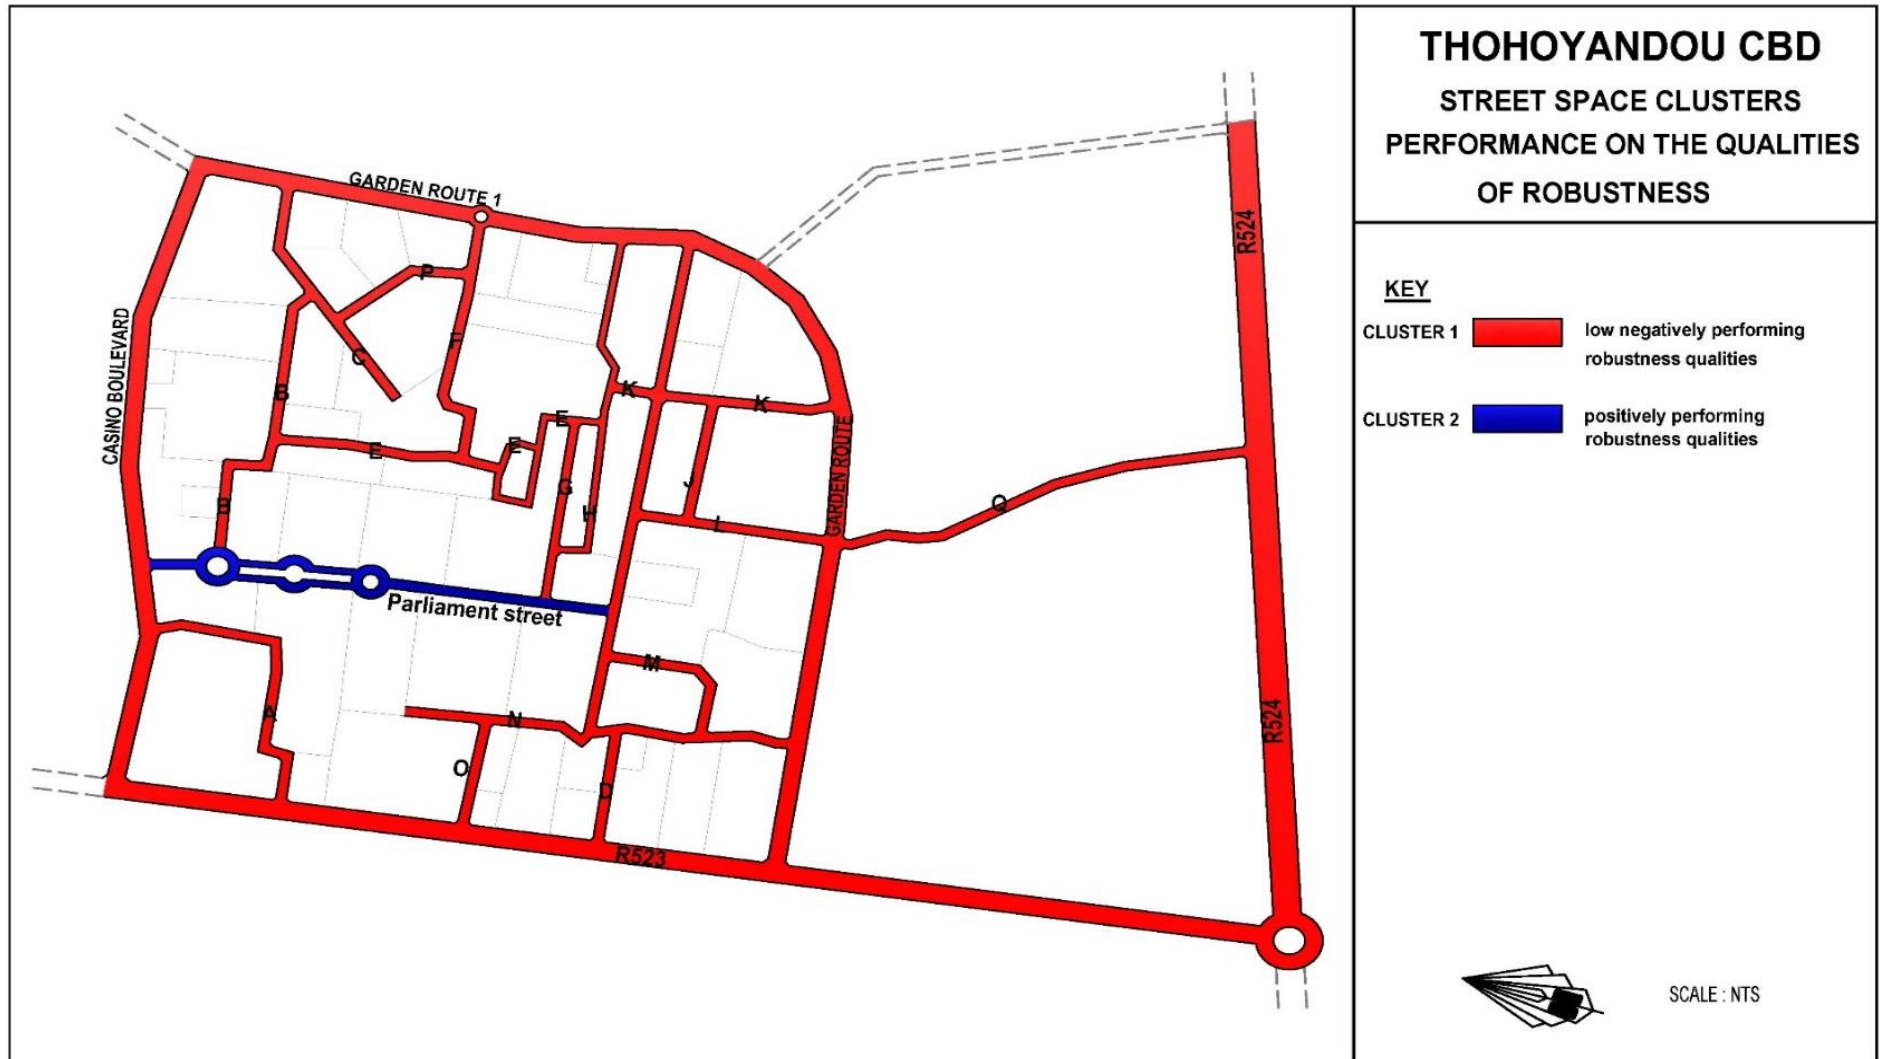 THOHOYANDOU CBD
STREET SPACE CLUSTERS
PERFORMANCE ON THE QUALITIES
OF ROBUSTNESS
KEY
CLUSTER 1
low negatively performing
robustness qualities
CLUSTER 2
positively performing
robustness qualities
SCALE : NTS
GARDEN ROUTE 1
R524
P
CASINO BOULEVARD
F
C
B
K
K
E
E
E
GARDEN ROUTE
G
J
B
H
L
Q
Parliament street
M
A
N
R524
O
D
R523